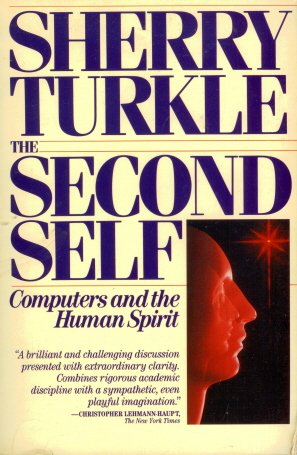 SHERRY
TURKLE
THE
SECOND
SELF
Computers and the
Human Spirit
“A brilliant and challenging discussion
presented with extraordinary clarity.
Combines rigorous academic
discipline with a sympathetic, even
playful imagination.”
—CHRISTOPHER LEHMANN-HAUPT,
The New York Times